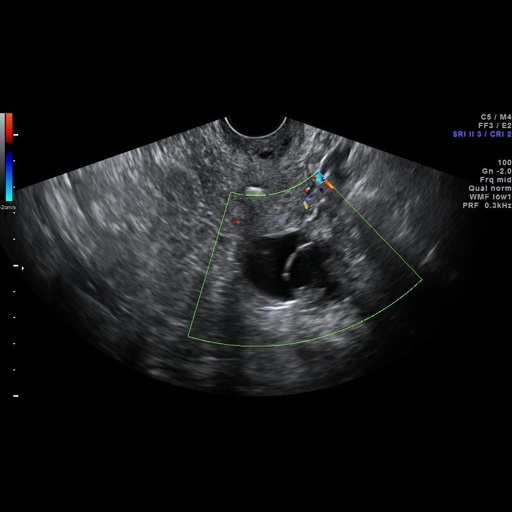 C5 / M4
FF3 / E2
SRI II 3 / CRI 2
100
Gn -2.0
Frq mid
Qual norm
WMF low1
PRF 0.3kHz
-2cm/s